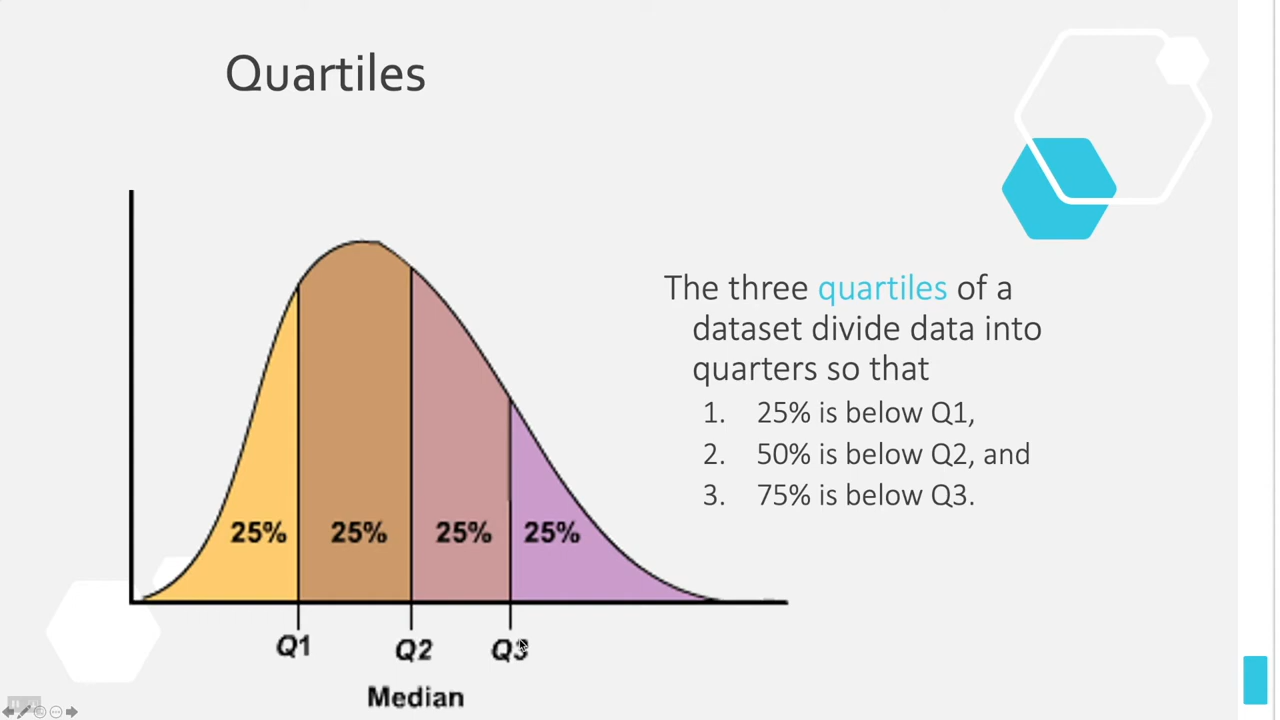 Quartiles
The three quartiles of a
dataset divide data into
quarters so that
1. 25% is below Q1,
2. 50% is below Q2, and
3. 75% is below Q3.
25% 25% 25% 25%
Q1 Q2 Q3
Median